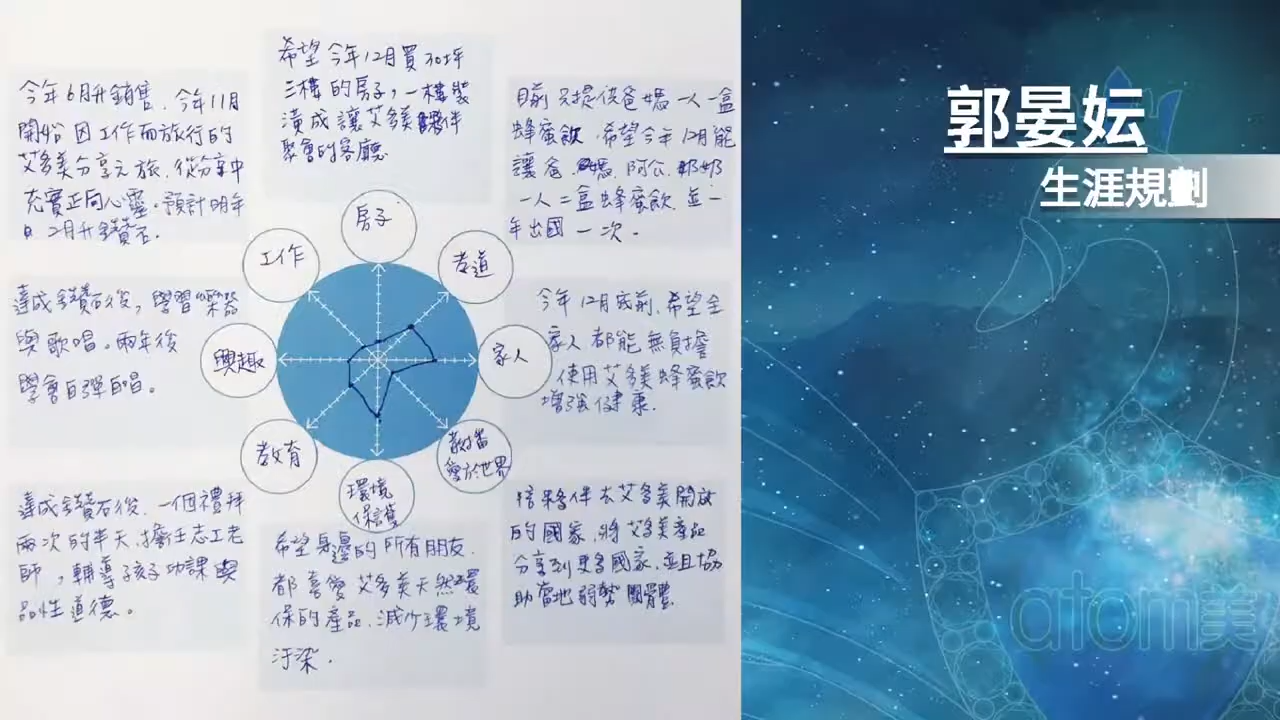 希望今年12月買70坪
三樓的房子,一樓裝
潢成讓艾多美夥伴
聚會的客廳.
今年6月升銷售.今年11月
開始因工作而旅行的
艾多美分享之旅.從分享中
充實正向心靈.預計明年
2月升鑽石.
目前只提供爸媽一人一盒
蜂蜜飲.希望今年12月能
讓爸.媽.阿公.奶奶
一人二盒蜂蜜飲.並一
年出國一次.
房子
工作
孝道
興趣
家人
教育
環境
保護
散播
愛於世界
達成鑽石後,學習樂器
與歌唱。兩年後
學會自彈自唱。
今年12月底前.希望全
家人都能無負擔
使用艾多美蜂蜜飲
增強健康.
達成鑽石後.一個禮拜
兩次的半天.擔任志工老
師,輔導孩子功課與
品性道德。
希望身邊的所有朋友.
都喜愛艾多美天然環
保的產品.減少環境
汙染.
陪夥伴去艾多美開放
的國家.將艾多美產品
分享到更多國家.並且協
助當地弱勢團體.
郭晏妘
生涯規劃
atom美